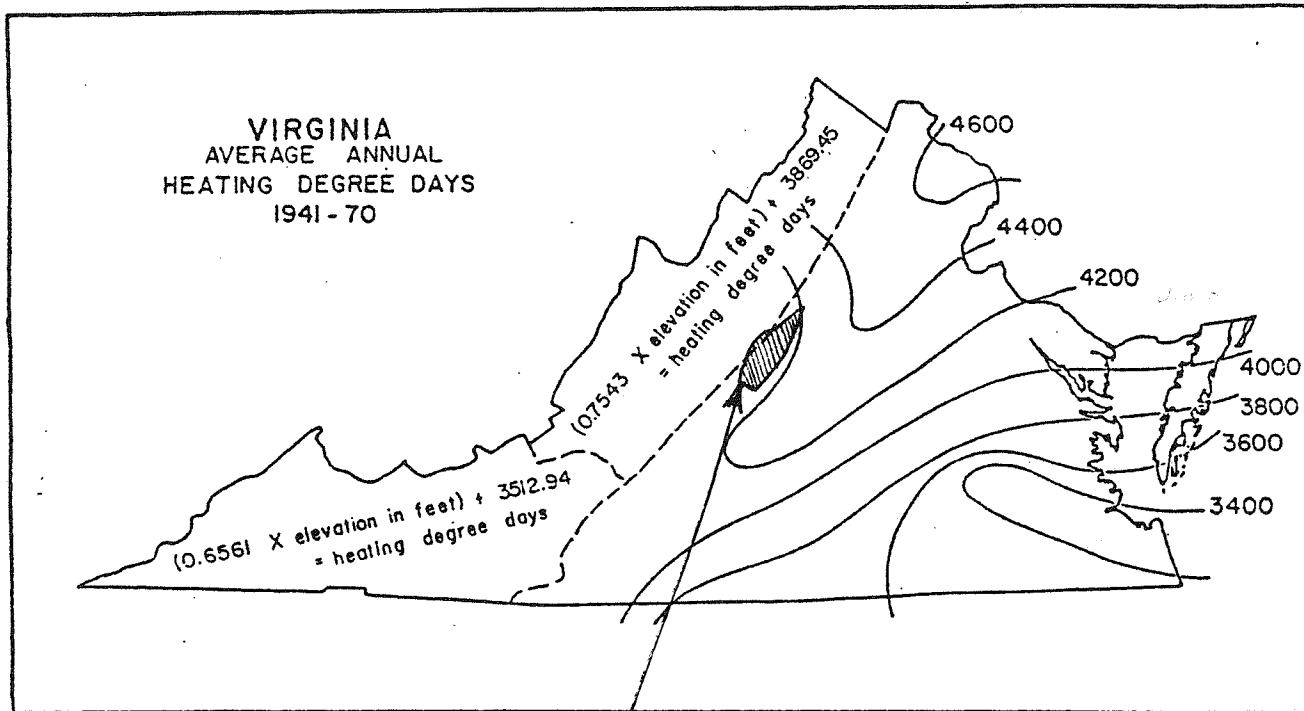 VIRGINIA
AVERAGE ANNUAL
HEATING DEGREE DAYS
1941-70
(0.7543 X elevation in feet) + 3869.45
= heating degree days
(0.6561 X elevation in feet) + 3512.94
= heating degree days
4600
4400
4200
4000
3800
3600
3400